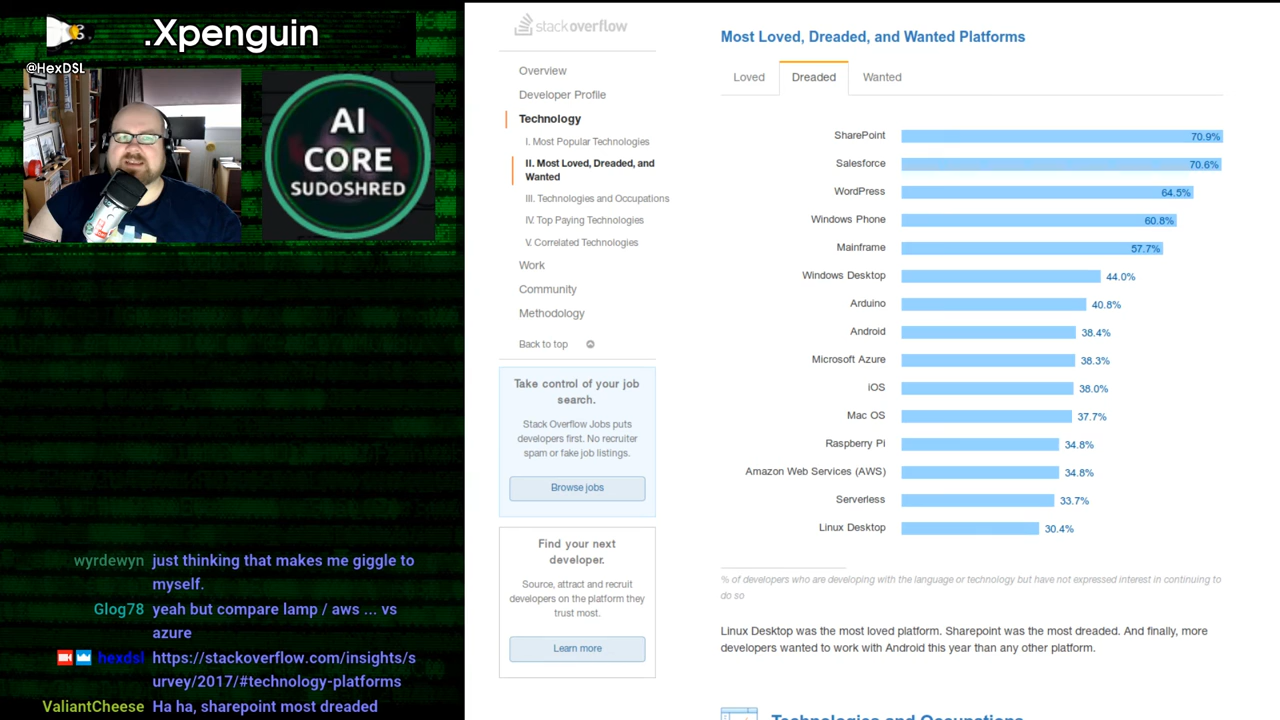 .Xpenguin
@HexDSL
AI
CORE
SUDOSHRED
wyrdewyn just thinking that makes me giggle to
myself.
Glog78 yeah but compare lamp / aws ... vs
azure
hexdsl https://stackoverflow.com/insights/s
urvey/2017/#technology-platforms
ValiantCheese Ha ha, sharepoint most dreaded
stackoverflow
Overview
Developer Profile
Technology
I. Most Popular Technologies
II. Most Loved, Dreaded, and
Wanted
III. Technologies and Occupations
IV. Top Paying Technologies
V. Correlated Technologies
Work
Community
Methodology
Back to top
Take control of your job
search.
Stack Overflow Jobs puts
developers first. No recruiter
spam or fake job listings.
Browse jobs
Find your next
developer.
Source, attract and recruit
developers on the platform they
trust most.
Learn more
Most Loved, Dreaded, and Wanted Platforms
Loved Dreaded Wanted
SharePoint 70.9%
Salesforce 70.6%
WordPress 64.5%
Windows Phone 60.8%
Mainframe 57.7%
Windows Desktop 44.0%
Arduino 40.8%
Android 38.4%
Microsoft Azure 38.3%
iOS 38.0%
Mac OS 37.7%
Raspberry Pi 34.8%
Amazon Web Services (AWS) 34.8%
Serverless 33.7%
Linux Desktop 30.4%
% of developers who are developing with the language or technology but have not expressed interest in continuing to
do so
Linux Desktop was the most loved platform. Sharepoint was the most dreaded. And finally, more
developers wanted to work with Android this year than any other platform.
Technologies and Occupations